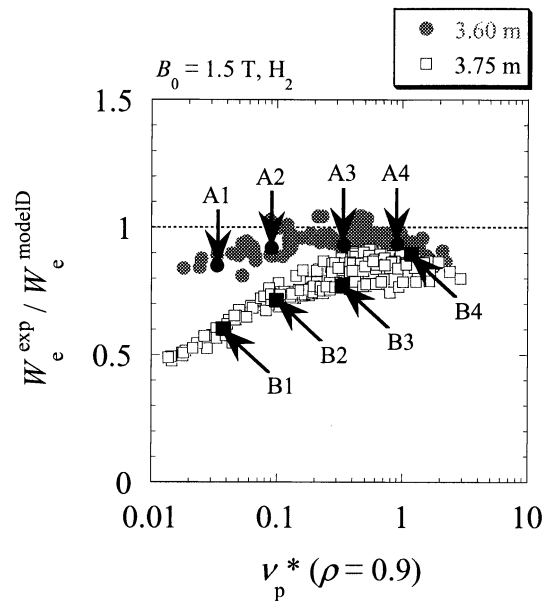 3.60 m
3.75 m
B₀ = 1.5 T, H₂
1.5
A1 A2 A3 A4
1
B4
0.5
B1 B2 B3
0
0.01 0.1 1 10
νₚ* (ρ = 0.9)
Wₑ^exp / Wₑ^modelD